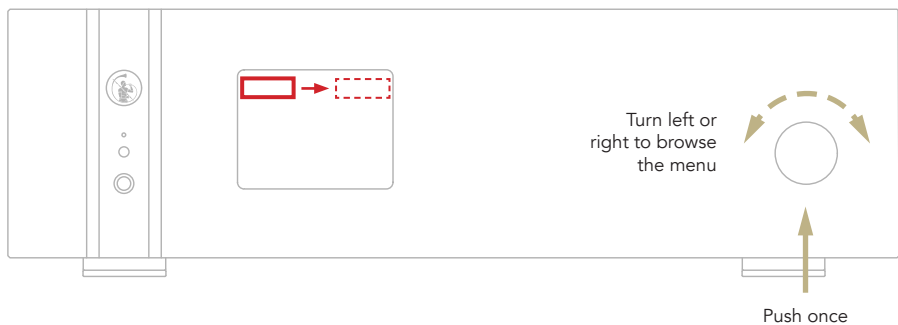 Turn left or
right to browse
the menu
Push once